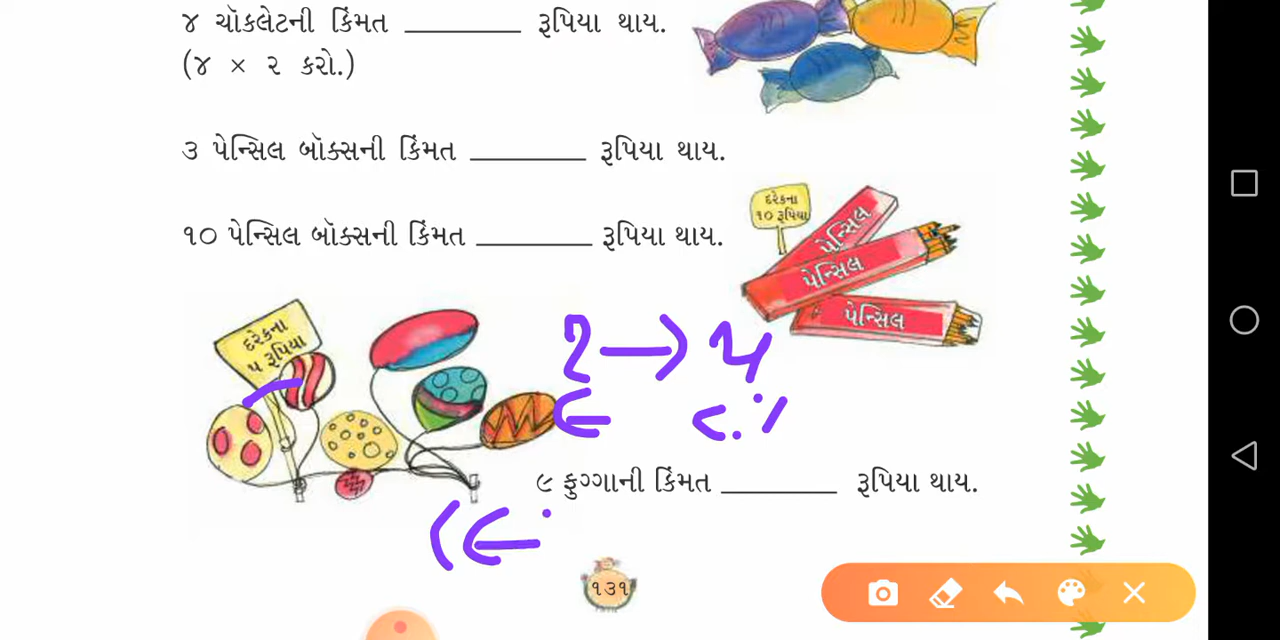 ૪ ચૉકલેટની કિંમત ________ રૂપિયા થાય.
(૪ × ૨ કરો.)
૩ પેન્સિલ બૉક્સની કિંમત ________ રૂપિયા થાય.
૧૦ પેન્સિલ બૉક્સની કિંમત ________ રૂપિયા થાય.
દરેકના
૧૦ રૂપિયા
પેન્સિલ
પેન્સિલ
પેન્સિલ
દરેકના
૫ રૂપિયા
૧ → ૫
૯ ફુગ્ગાની કિંમત ________ રૂપિયા થાય.
(૯
૧૩૧